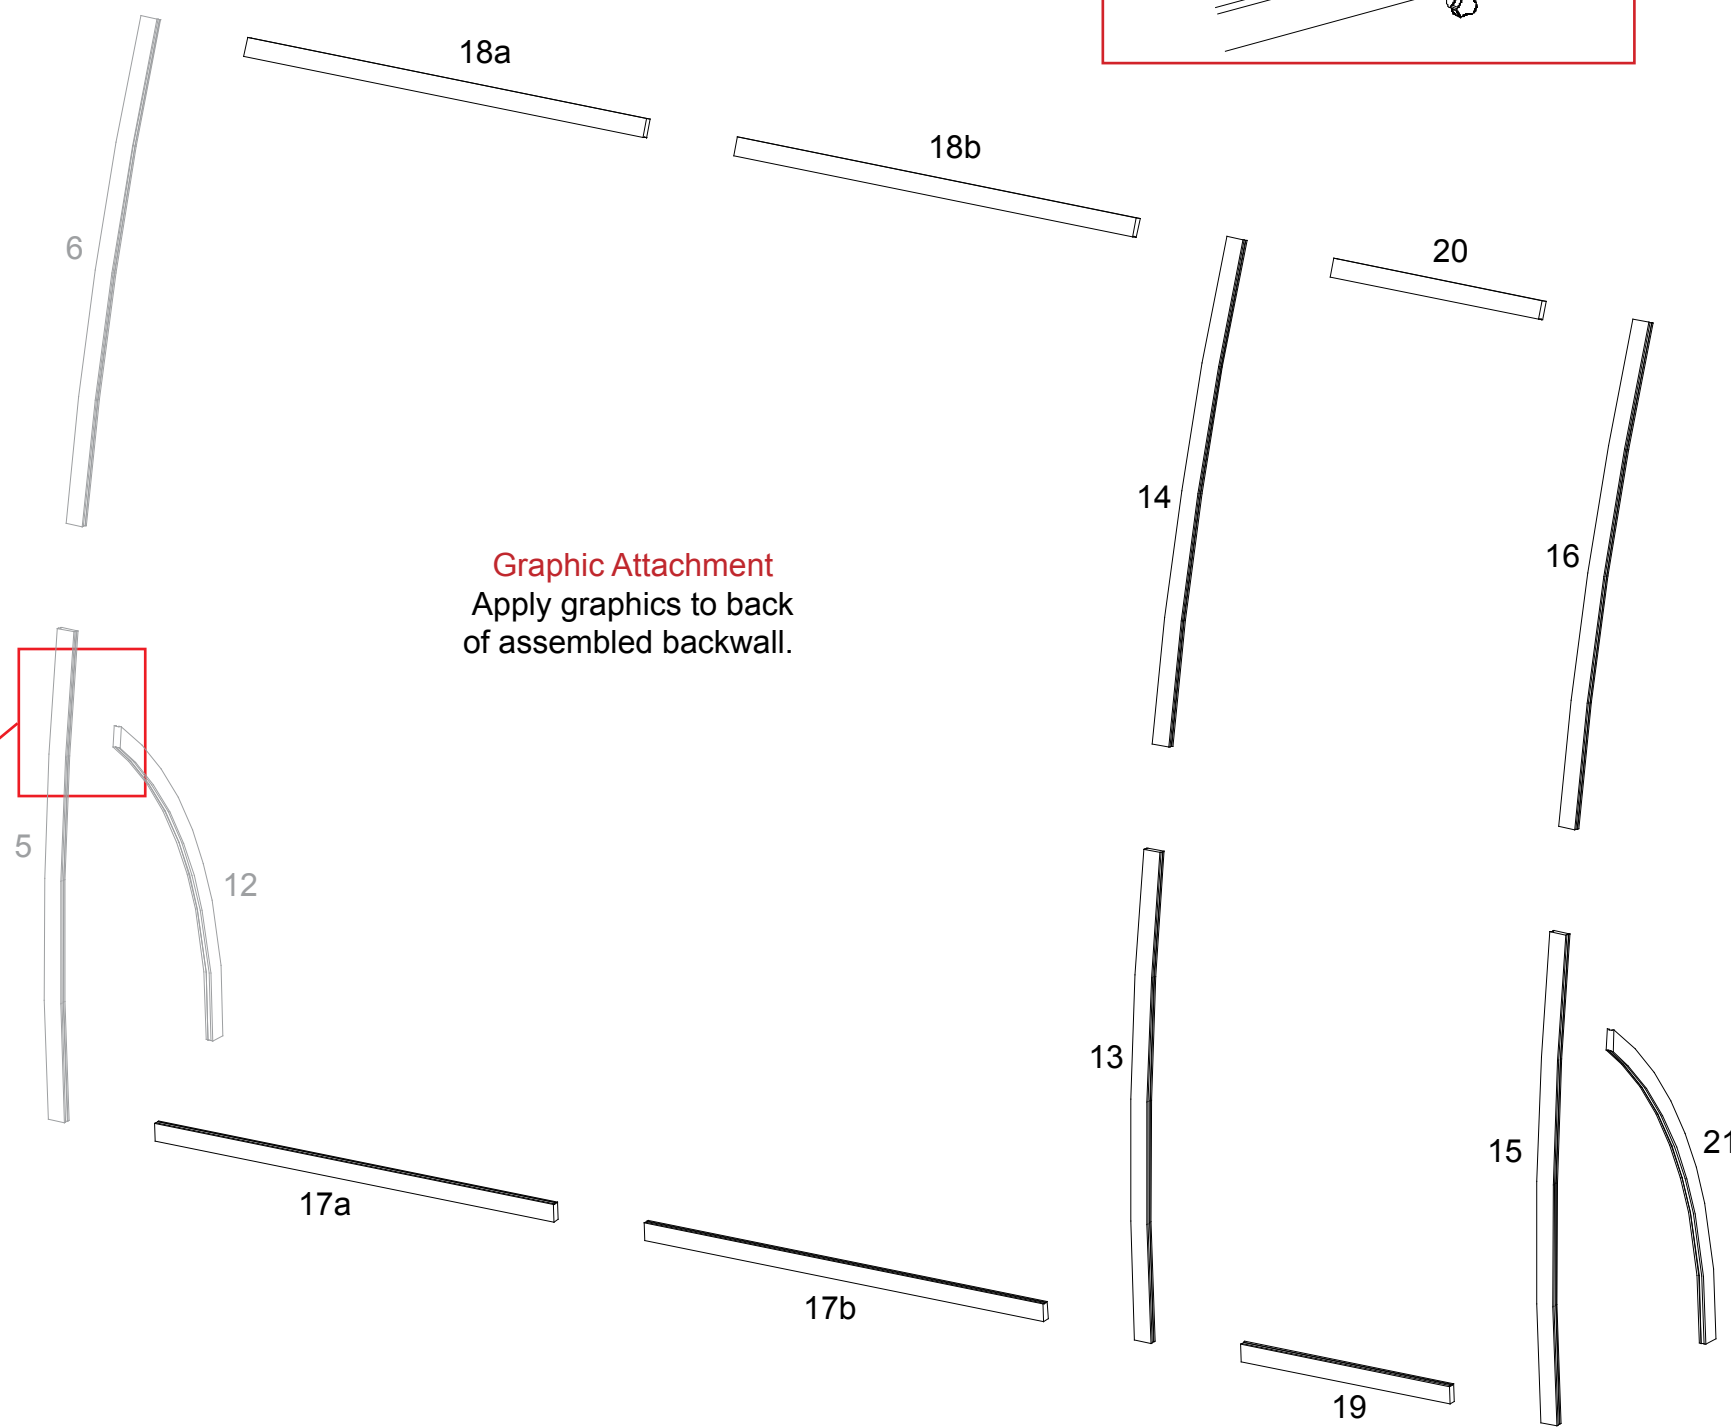 18a
18b
6
20
14
16
Graphic Attachment
Apply graphics to back
of assembled backwall.
5
12
13
15
21
17a
17b
19